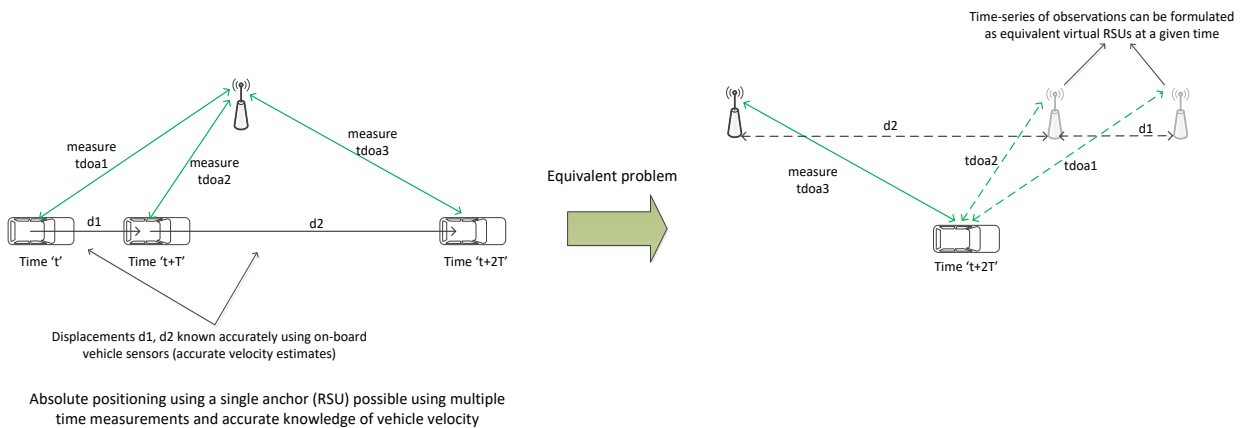 measure
tdoa1
measure
tdoa2
measure
tdoa3
d1
d2
Time ‘t’
Time ‘t+T’
Time ‘t+2T’
Displacements d1, d2 known accurately using on-board
vehicle sensors (accurate velocity estimates)
Absolute positioning using a single anchor (RSU) possible using multiple
time measurements and accurate knowledge of vehicle velocity
Equivalent problem
Time-series of observations can be formulated
as equivalent virtual RSUs at a given time
d2
d1
measure
tdoa3
tdoa2
tdoa1
Time ‘t+2T’